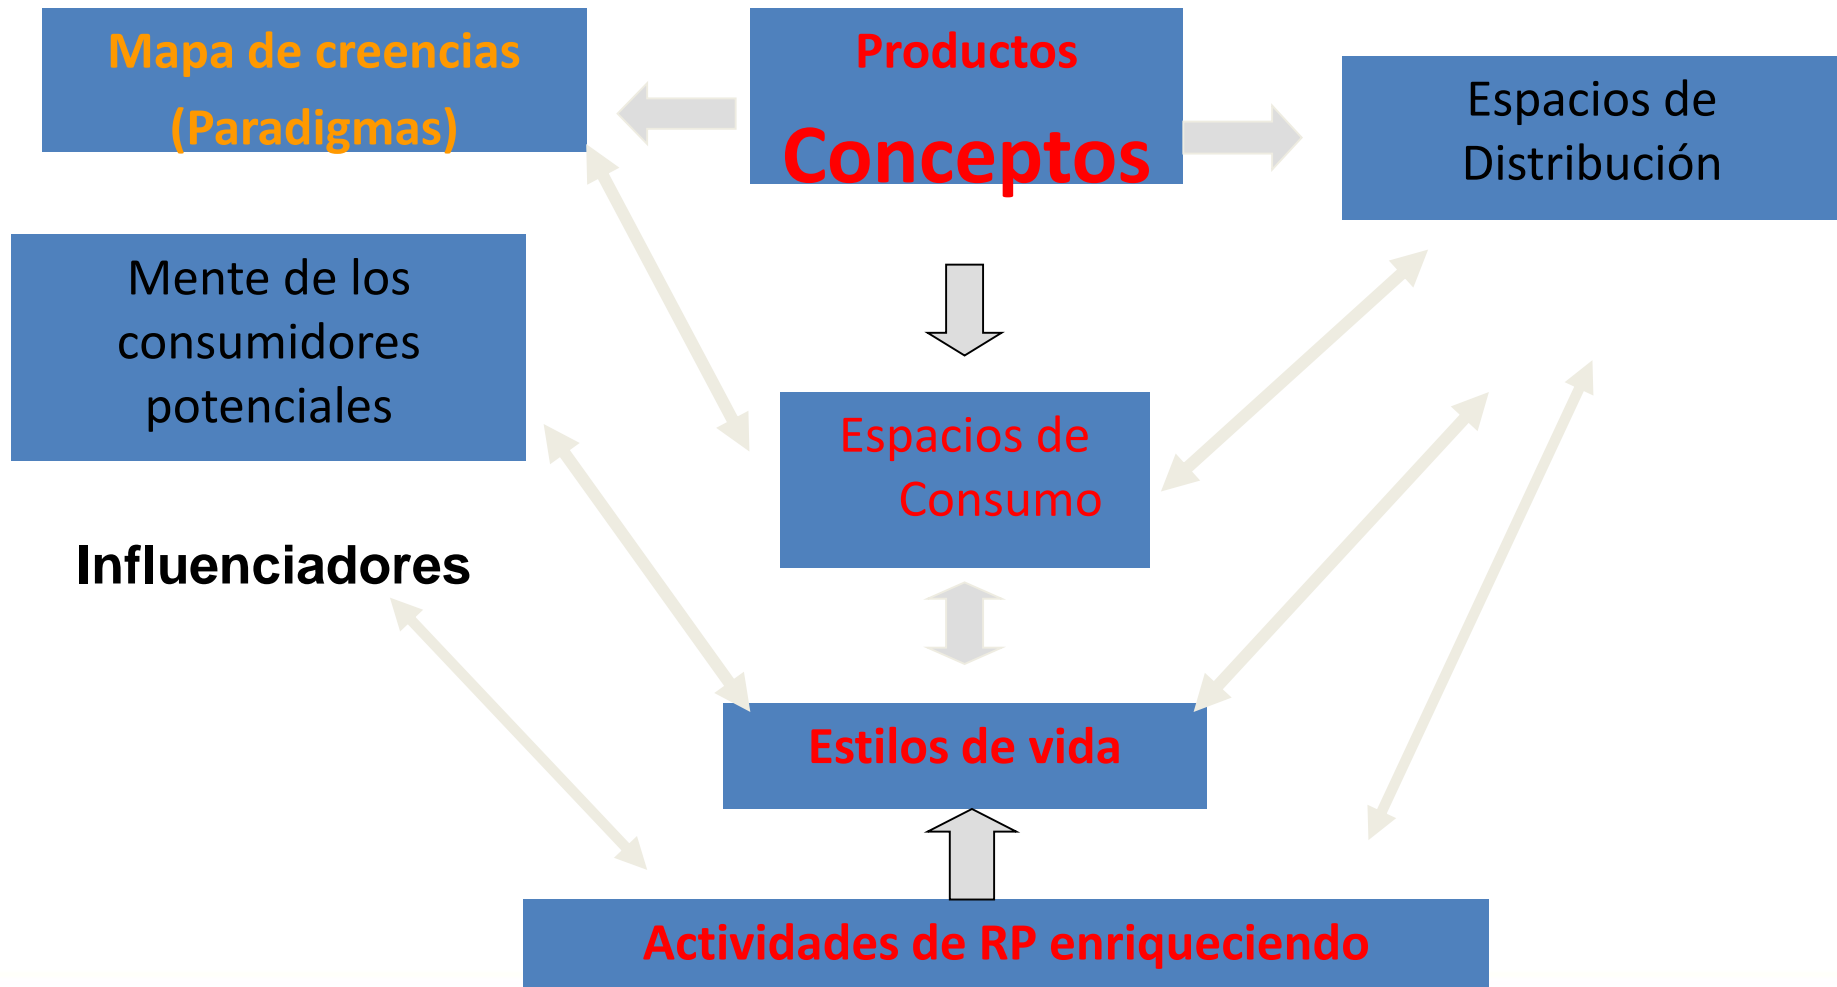 Mapa de creencias
(Paradigmas)
Productos
Conceptos
Espacios de
Distribución
Mente de los
consumidores
potenciales
Espacios de
Consumo
Influenciadores
Estilos de vida
Actividades de RP enriqueciendo